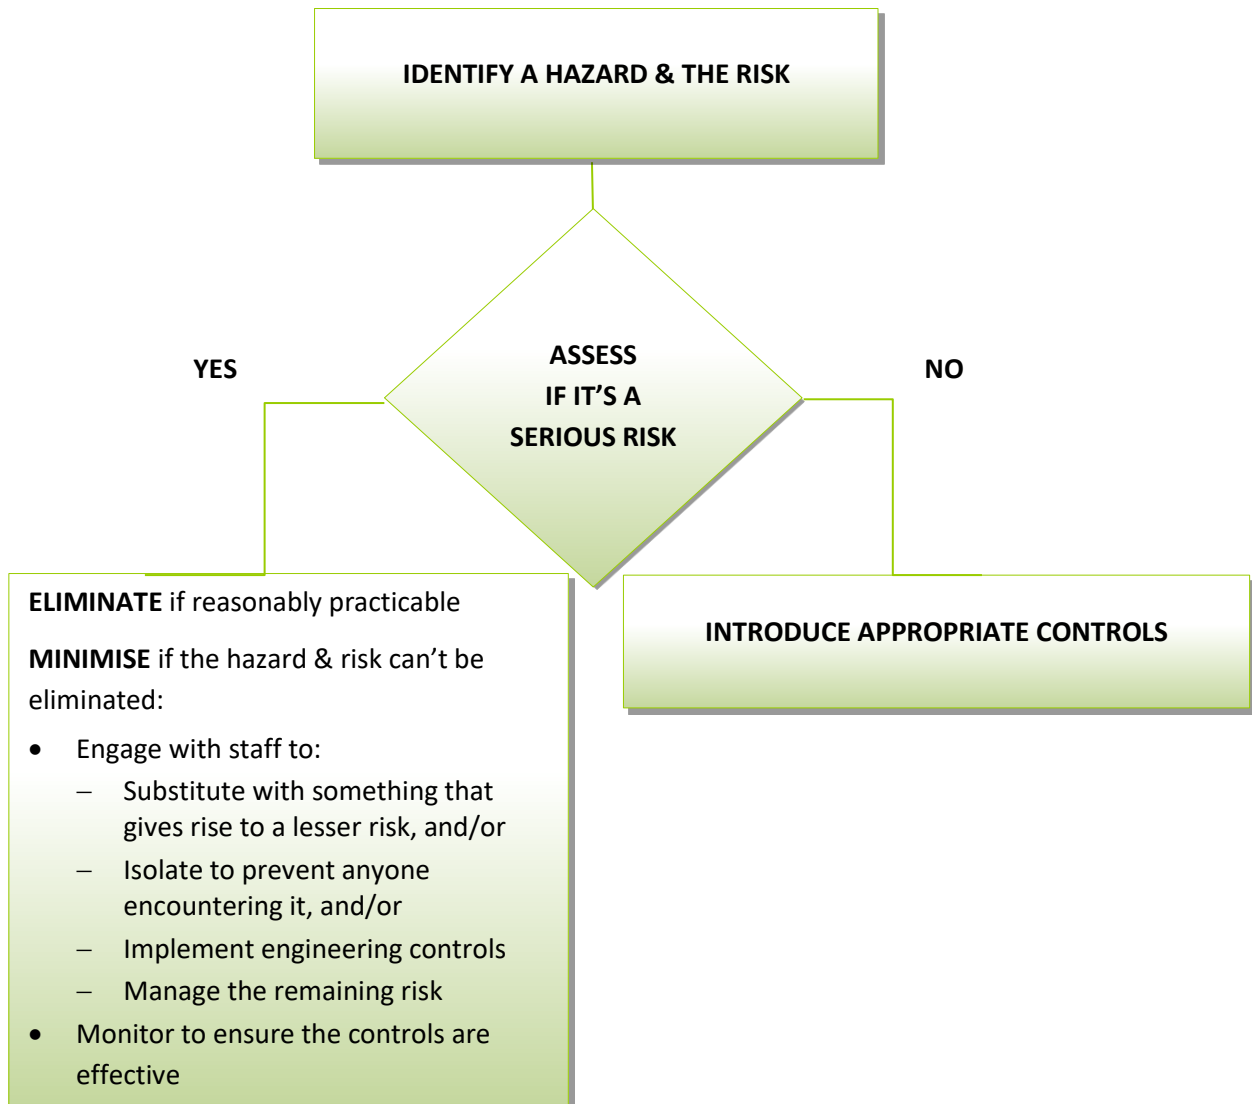 IDENTIFY A HAZARD & THE RISK
ASSESS
IF IT’S A
SERIOUS RISK
YES
NO
ELIMINATE if reasonably practicable
MINIMISE if the hazard & risk can’t be
eliminated:
• Engage with staff to:
– Substitute with something that
gives rise to a lesser risk, and/or
– Isolate to prevent anyone
encountering it, and/or
– Implement engineering controls
– Manage the remaining risk
• Monitor to ensure the controls are
effective
INTRODUCE APPROPRIATE CONTROLS